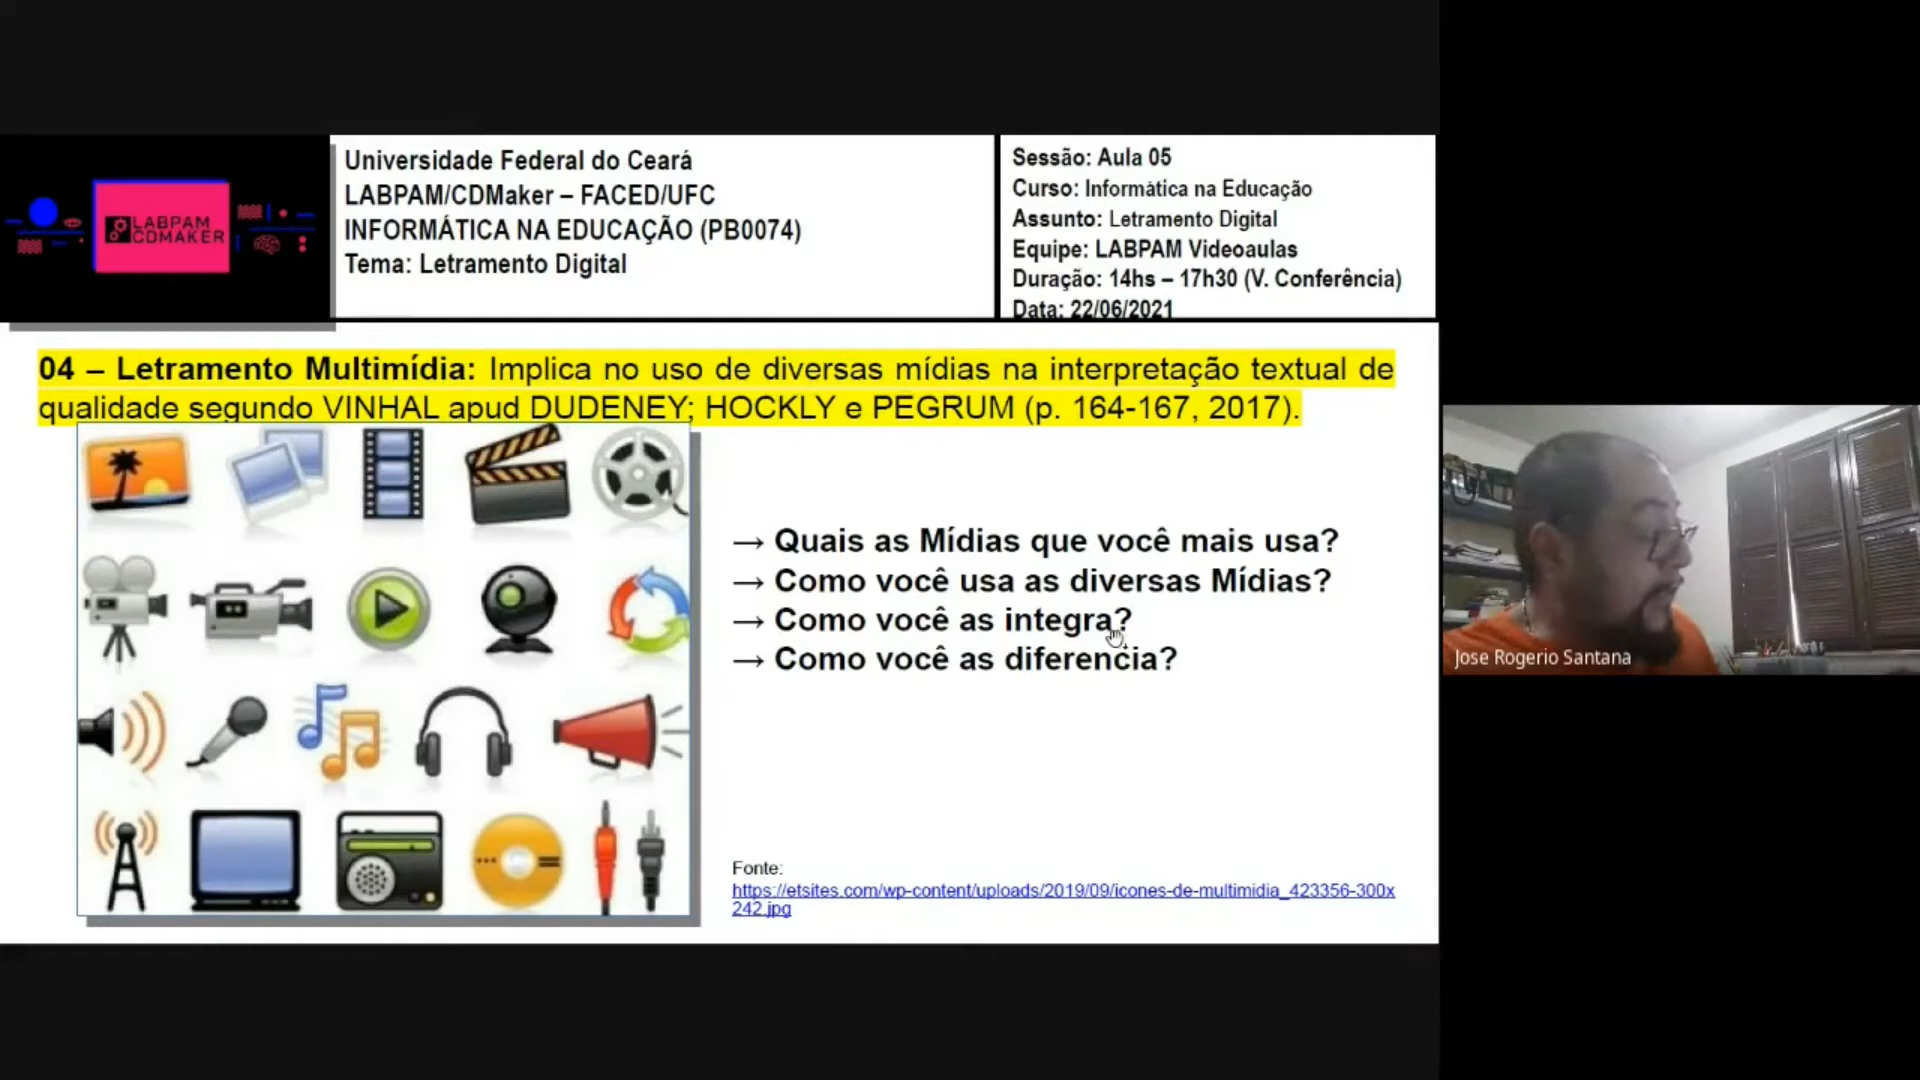 LABPAM
CDMAKER
Universidade Federal do Ceará
LABPAM/CDMaker – FACED/UFC
INFORMÁTICA NA EDUCAÇÃO (PB0074)
Tema: Letramento Digital
Sessão: Aula 05
Curso: Informática na Educação
Assunto: Letramento Digital
Equipe: LABPAM Videoaulas
Duração: 14hs – 17h30 (V. Conferência)
Data: 22/06/2021
04 – Letramento Multimídia: Implica no uso de diversas mídias na interpretação textual de
qualidade segundo VINHAL apud DUDENEY; HOCKLY e PEGRUM (p. 164-167, 2017).
→ Quais as Mídias que você mais usa?
→ Como você usa as diversas Mídias?
→ Como você as integra?
→ Como você as diferencia?
Fonte:
https://etsites.com/wp-content/uploads/2019/09/icones-de-multimidia_423356-300x
242.jpg
Jose Rogerio Santana